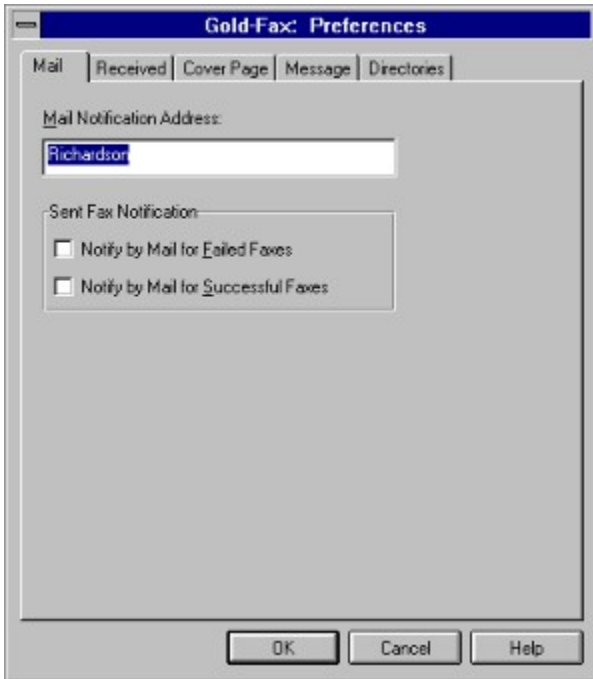 Gold-Fax: Preferences
Mail Received Cover Page Message Directories
Mail Notification Address:
Richardson
Sent Fax Notification
Notify by Mail for Failed Faxes
Notify by Mail for Successful Faxes
OK Cancel Help